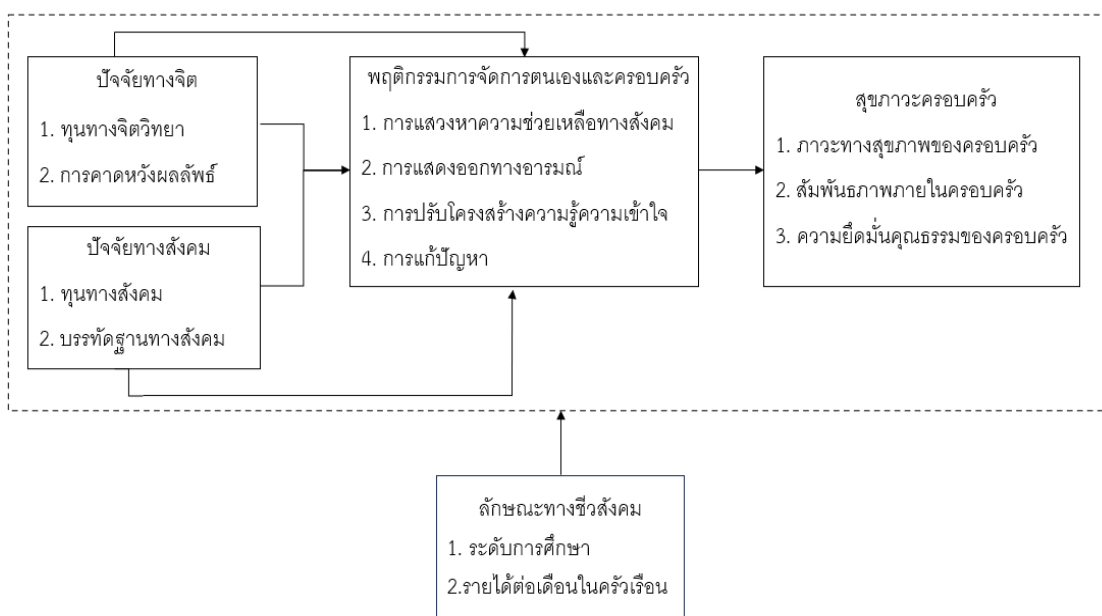 ปัจจัยทางจิต
1. ทุนทางจิตวิทยา
2. การคาดหวังผลลัพธ์
ปัจจัยทางสังคม
1. ทุนทางสังคม
2. บรรทัดฐานทางสังคม
พฤติกรรมการจัดการตนเองและครอบครัว
1. การแสวงหาความช่วยเหลือทางสังคม
2. การแสดงออกทางอารมณ์
3. การปรับโครงสร้างความรู้ความเข้าใจ
4. การแก้ปัญหา
สุขภาวะครอบครัว
1. ภาวะทางสุขภาพของครอบครัว
2. สัมพันธภาพภายในครอบครัว
3. ความยึดมั่นคุณธรรมของครอบครัว
ลักษณะทางชีวสังคม
1. ระดับการศึกษา
2.รายได้ต่อเดือนในครัวเรือน